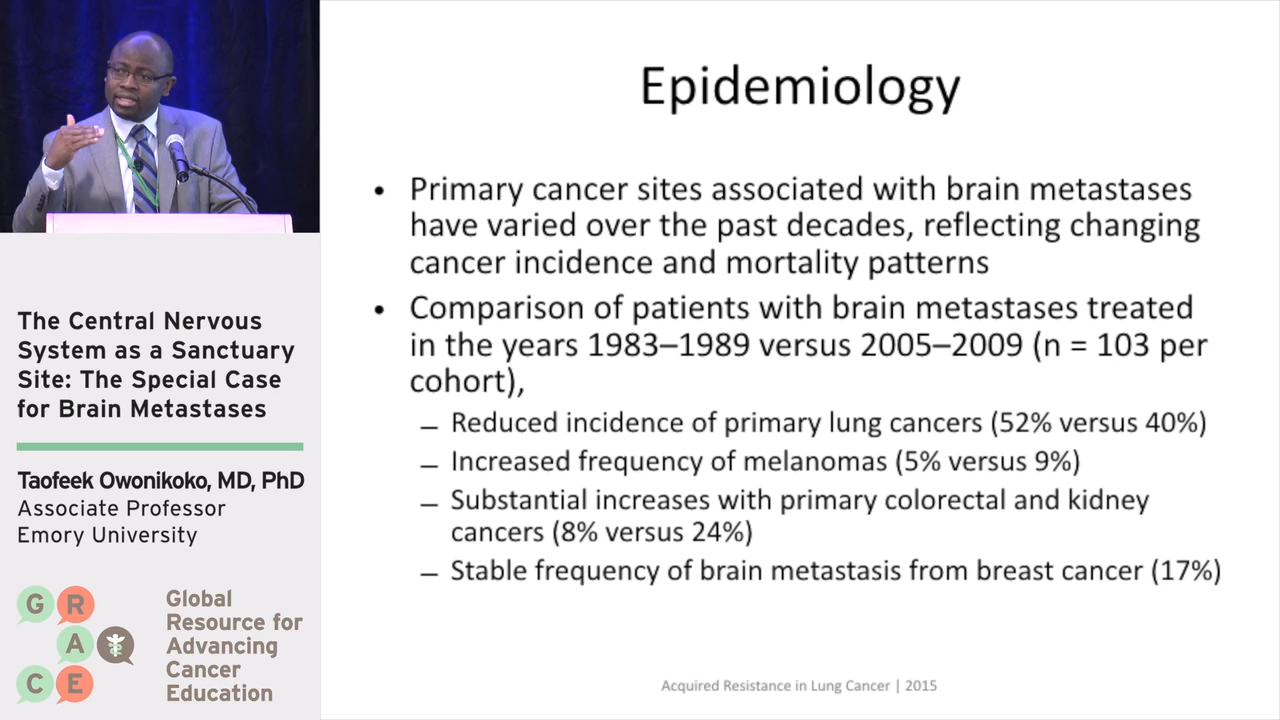 The Central Nervous
System as a Sanctuary
Site: The Special Case
for Brain Metastases
Taofeek Owonikoko, MD, PhD
Associate Professor
Emory University
G R
A
C E
Global
Resource for
Advancing
Cancer
Education
Epidemiology
• Primary cancer sites associated with brain metastases
have varied over the past decades, reflecting changing
cancer incidence and mortality patterns
• Comparison of patients with brain metastases treated
in the years 1983–1989 versus 2005–2009 (n = 103 per
cohort),
– Reduced incidence of primary lung cancers (52% versus 40%)
– Increased frequency of melanomas (5% versus 9%)
– Substantial increases with primary colorectal and kidney
cancers (8% versus 24%)
– Stable frequency of brain metastasis from breast cancer (17%)
Acquired Resistance in Lung Cancer | 2015